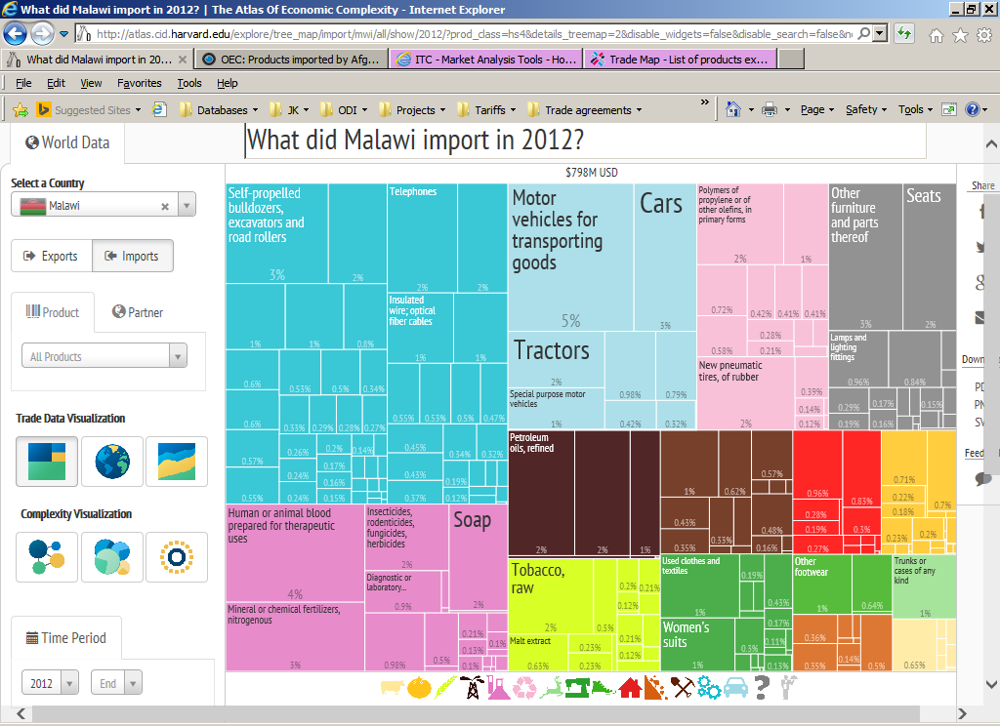 What did Malawi import in 2012? | The Atlas Of Economic Complexity - Internet Explorer
http://atlas.cid.harvard.edu/explore/tree_map/import/mwi/all/show/2012/?prod_class=hs4&details_treemap=2&disable_widgets=false&disable_search=false&n
What did Malawi import in 20...
OEC: Products imported by Afg...
ITC - Market Analysis Tools - Ho...
Trade Map - List of products ex...
File Edit View Favorites Tools Help
Suggested Sites
Databases
JK
ODI
Projects
Tariffs
Trade agreements
Page
Safety
Tools
World Data
What did Malawi import in 2012?
$798M USD
Select a Country
Malawi
Exports
Imports
Product
Partner
All Products
Trade Data Visualization
Complexity Visualization
Time Period
2012
End
Self-propelled
bulldozers,
excavators and
road rollers
3%
2%
Telephones
2%
2%
1%
1%
0.8%
Insulated
wire; optical
fiber cables
1%
1%
0.6%
0.53%
0.5%
0.34%
0.6%
0.33%
0.29%
0.28%
0.27%
0.55%
0.53%
0.5%
0.47%
0.57%
0.26%
0.2%
0.14%
0.17%
0.24%
0.16%
0.55%
0.24%
0.15%
0.45%
0.34%
0.32%
0.43%
0.19%
0.37%
0.12%
Motor
vehicles for
transporting
goods
5%
Cars
3%
Tractors
2%
Special purpose motor
vehicles
1%
0.98%
0.79%
0.42%
0.32%
Polymers of
propylene or of
other olefins, in
primary forms
2%
1%
0.72%
0.42%
0.41%
0.41%
0.28%
0.58%
0.21%
New pneumatic
tires, of rubber
2%
0.39%
0.14%
0.12%
Other
furniture
and parts
thereof
3%
Seats
2%
Lamps and
lighting
fittings
0.96%
0.84%
0.29%
0.17%
0.15%
0.19%
0.16%
Human or animal blood
prepared for therapeutic
uses
4%
Insecticides,
rodenticides,
fungicides,
herbicides
2%
Soap
2%
Diagnostic or
laboratory...
0.9%
Mineral or chemical fertilizers,
nitrogenous
3%
0.98%
0.5%
0.21%
0.13%
0.1%
0.1%
Petroleum
oils, refined
2%
2%
1%
1%
0.62%
0.57%
0.43%
0.33%
0.48%
0.35%
0.16%
0.96%
0.83%
0.28%
0.19%
0.3%
0.27%
0.71%
0.7%
0.22%
0.18%
0.23%
0.2%
Tobacco,
raw
2%
0.5%
0.2%
0.21%
0.12%
Malt extract
0.63%
0.23%
0.23%
0.21%
0.12%
Used clothes and
textiles
1%
0.19%
0.43%
Women's
suits
1%
0.3%
0.17%
0.11%
0.13%
Other
footwear
1%
0.64%
Trunks or
cases of any
kind
1%
0.36%
0.35%
0.14%
0.5%
0.65%
Share
Down
PD
PN
SV
Feed